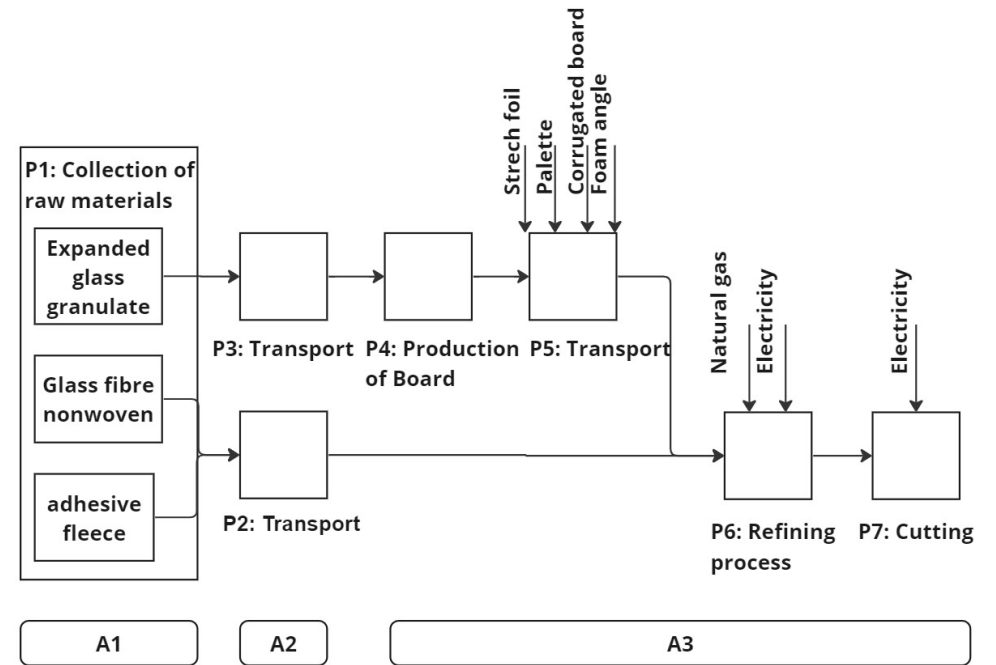 Strech foil
Palette
Corrugated board
Foam angle
P1: Collection of
raw materials
Expanded
glass
granulate
Glass fibre
nonwoven
adhesive
fleece
P3: Transport
P4: Production
of Board
P5: Transport
Natural gas
Electricity
Electricity
P2: Transport
P6: Refining
process
P7: Cutting
A1
A2
A3